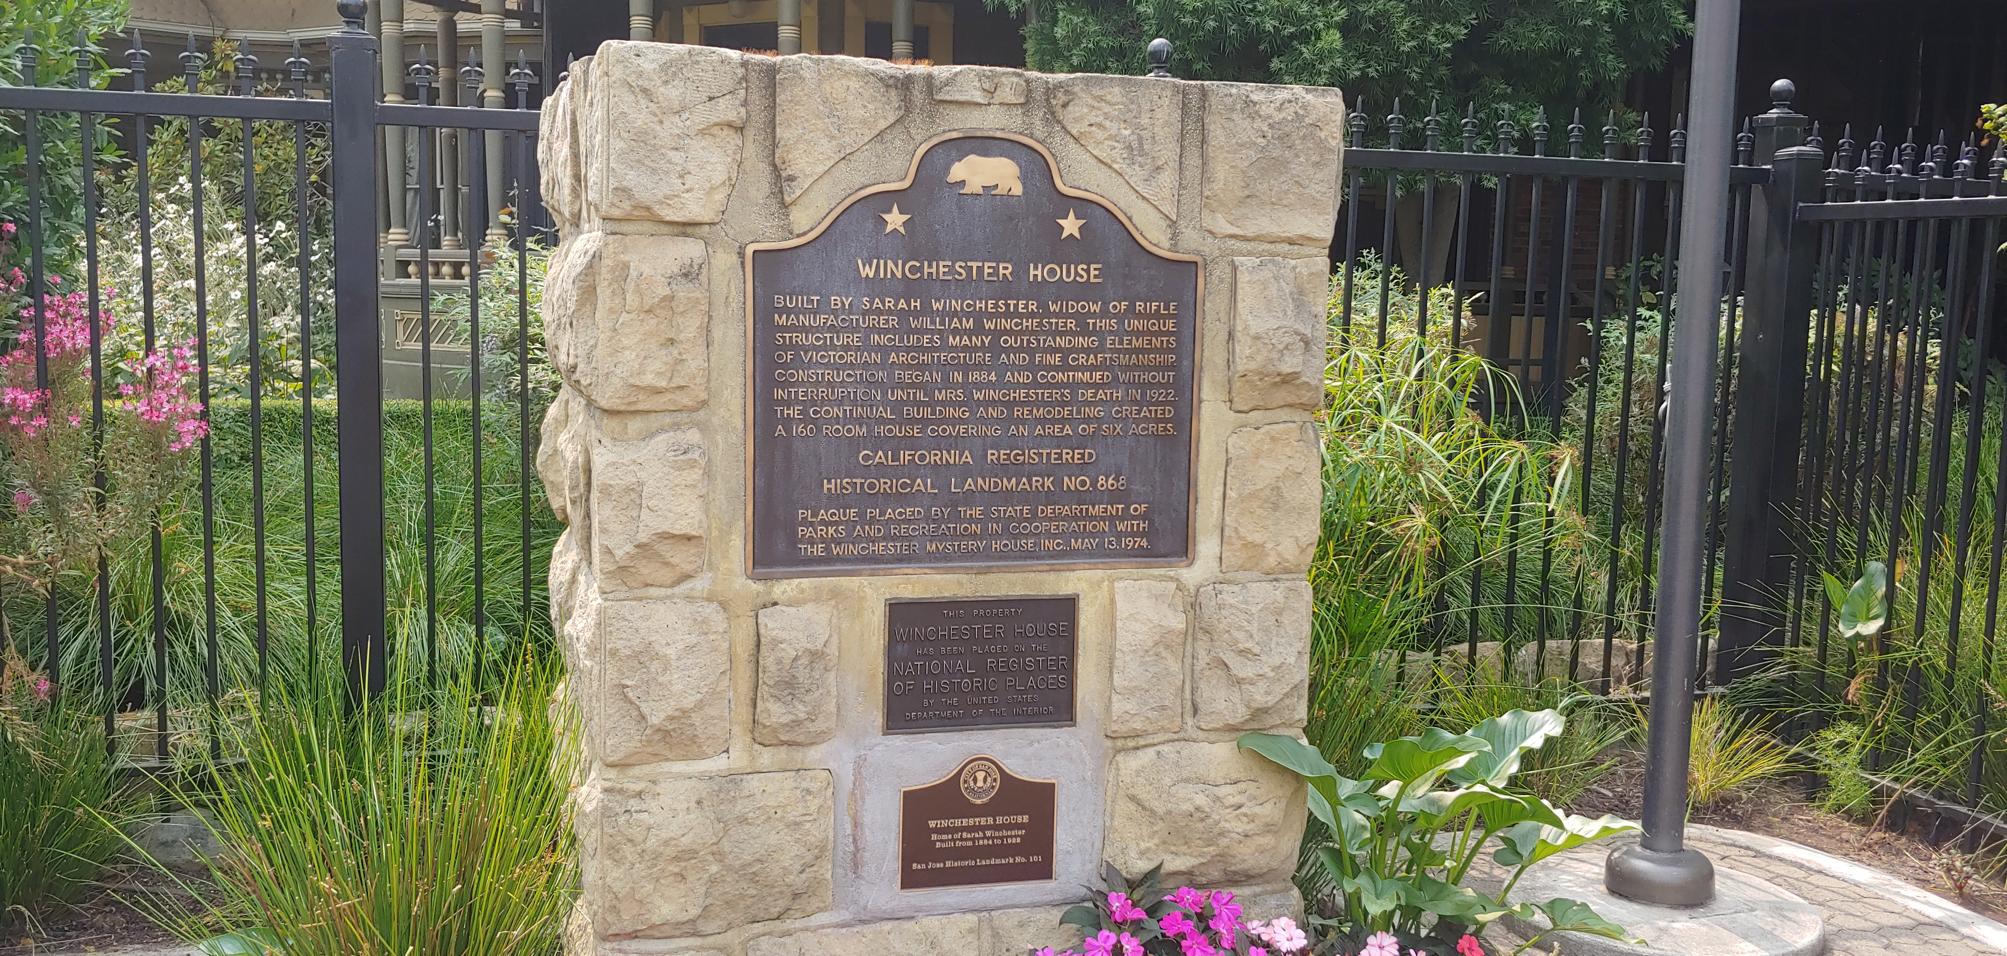 WINCHESTER HOUSE
BUILT BY SARAH WINCHESTER, WIDOW OF RIFLE
MANUFACTURER WILLIAM WINCHESTER. THIS UNIQUE
STRUCTURE INCLUDES MANY OUTSTANDING ELEMENTS
OF VICTORIAN ARCHITECTURE AND FINE CRAFTSMANSHIP.
CONSTRUCTION BEGAN IN 1884 AND CONTINUED WITHOUT
INTERRUPTION UNTIL MRS. WINCHESTER'S DEATH IN 1922.
THE CONTINUAL BUILDING AND REMODELING CREATED
A 160 ROOM HOUSE COVERING AN AREA OF SIX ACRES.
CALIFORNIA REGISTERED
HISTORICAL LANDMARK NO. 868
PLAQUE PLACED BY THE STATE DEPARTMENT OF
PARKS AND RECREATION IN COOPERATION WITH
THE WINCHESTER MYSTERY HOUSE, INC., MAY 13, 1974.
THIS PROPERTY
WINCHESTER HOUSE
HAS BEEN PLACED ON THE
NATIONAL REGISTER
OF HISTORIC PLACES
BY THE UNITED STATES
DEPARTMENT OF THE INTERIOR
WINCHESTER HOUSE
Home of Sarah Winchester
Built from 1884 to 1922
San Jose Historic Landmark No. 101